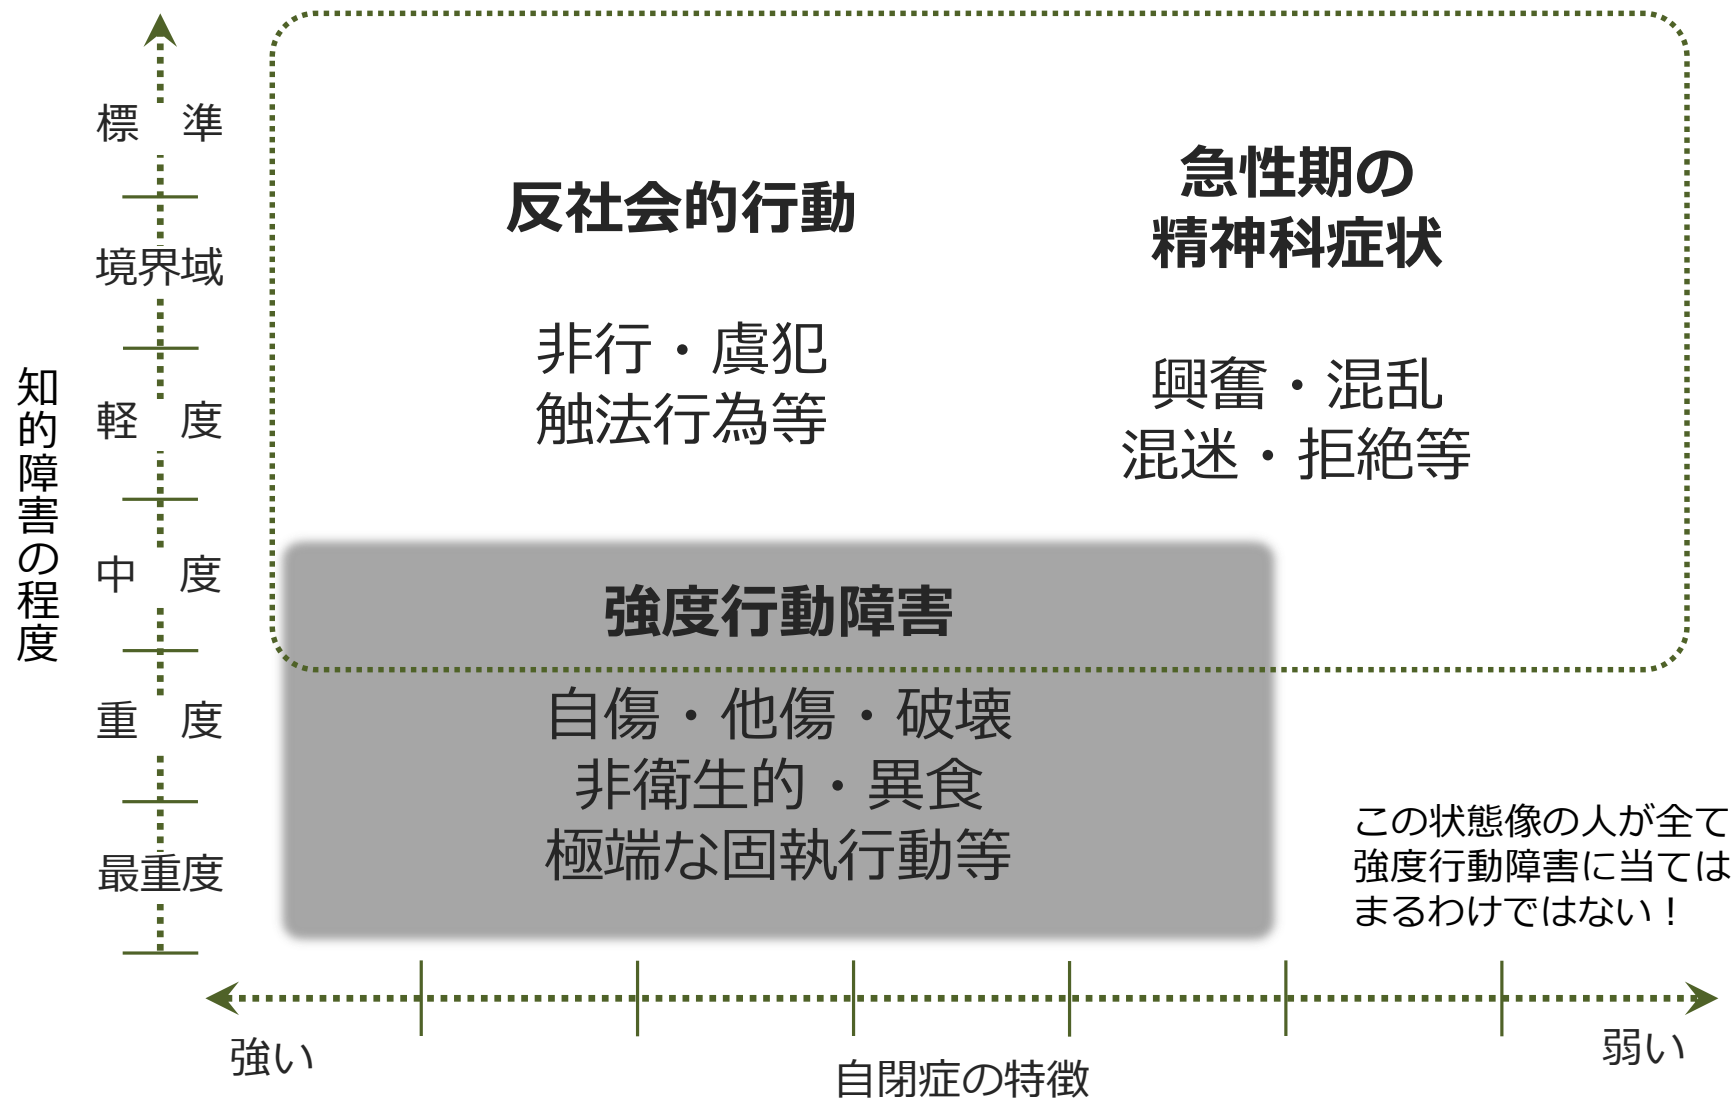 知的障害の程度
標　準
境界域
軽　度
中　度
重　度
最重度
反社会的行動
非行・虞犯
触法行為等
急性期の
精神科症状
興奮・混乱
混迷・拒絶等
強度行動障害
自傷・他傷・破壊
非衛生的・異食
極端な固執行動等
この状態像の人が全て
強度行動障害に当ては
まるわけではない！
強い
自閉症の特徴
弱い